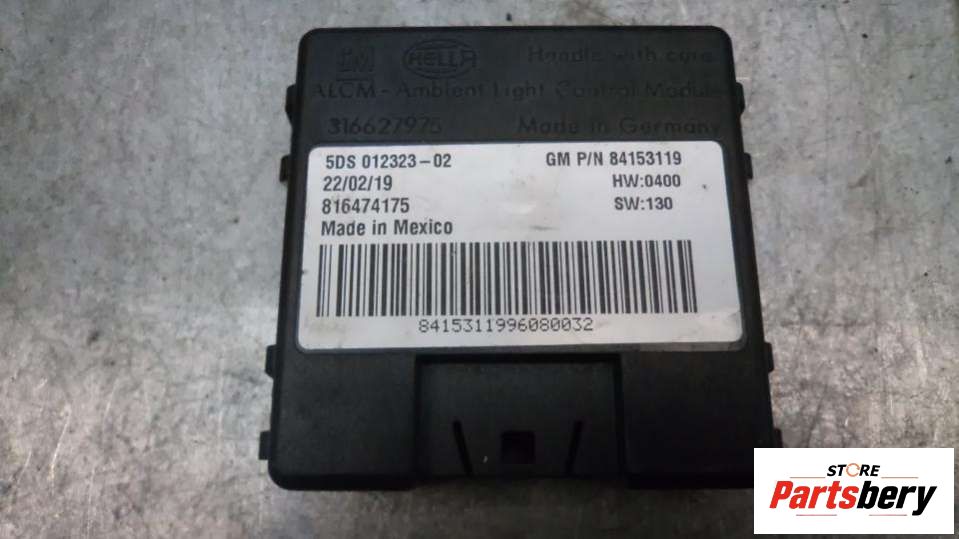 GM HELLA Handle with care
ALCM - Ambient Light Control Module
316627975 Made in Germany
5DS 012323-02 GM P/N 84153119
22/02/19 HW:0400
816474175 SW:130
Made in Mexico
8415311996080032
STORE
Partsbery